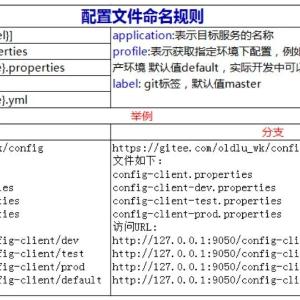 配置文件命名规则
el}]
erties
e}.properties
e}.yml
application:表示目标服务的名称
profile:表示获取指定环境下配置，例如
产环境 默认值default，实际开发中可以
label: git标签，默认值master
举例
分支
k/config
es
ies
ies
fig-client/dev
fig-client/test
fig-client/prod
fig-client/default
https://gitee.com/oldlu_wk/conf
文件如下：
config-client.properties
config-client-dev.properties
config-client-test.properties
config-client-prod.properties
访问URL:
http://127.0.0.1:9050/config-cli
http://127.0.0.1:9050/config-cli
http://127.0.0.1:9050/config-cli
http://127.0.0.1:9050/config-cli